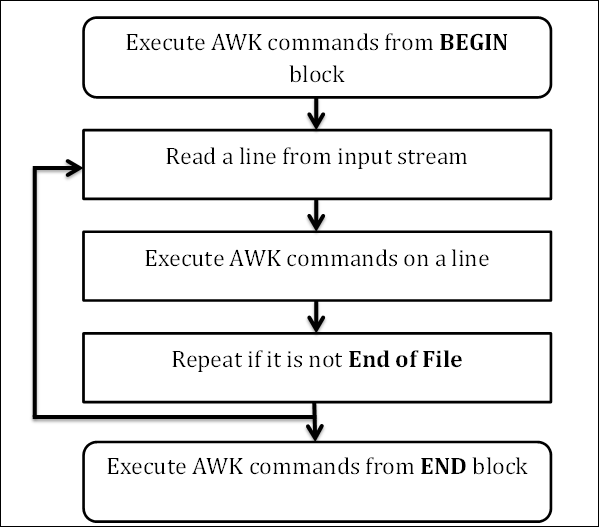 Execute AWK commands from BEGIN
block
Read a line from input stream
Execute AWK commands on a line
Repeat if it is not End of File
Execute AWK commands from END block